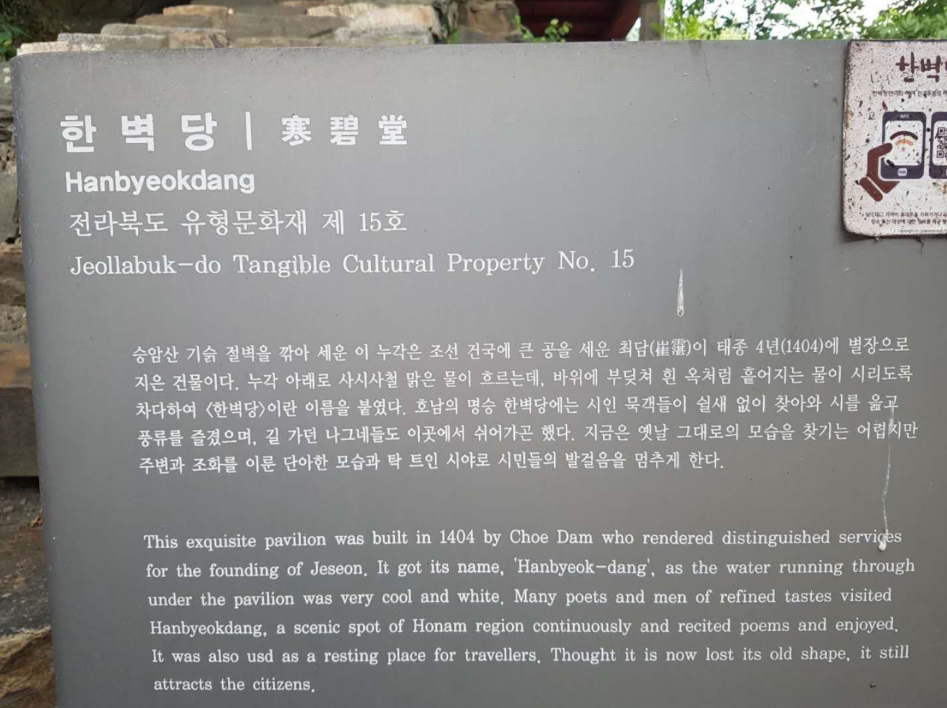 한벽당 | 寒碧堂
Hanbyeokdang
전라북도 유형문화재 제 15호
Jeollabuk-do Tangible Cultural Property No. 15
승암산 기슭 절벽을 깎아 세운 이 누각은 조선 건국에 큰 공을 세운 최담(崔霮)이 태종 4년(1404)에 별장으로
지은 건물이다. 누각 아래로 사시사철 맑은 물이 흐르는데, 바위에 부딪쳐 흰 옥처럼 흩어지는 물이 시리도록
차다하여 〈한벽당〉이란 이름을 붙였다. 호남의 명승 한벽당에는 시인 묵객들이 쉴새 없이 찾아와 시를 읊고
풍류를 즐겼으며, 길 가던 나그네들도 이곳에서 쉬어가곤 했다. 지금은 옛날 그대로의 모습을 찾기는 어렵지만
주변과 조화를 이룬 단아한 모습과 탁 트인 시야로 시민들의 발걸음을 멈추게 한다.
This exquisite pavilion was built in 1404 by Choe Dam who rendered distinguished services
for the founding of Jeseon. It got its name, 'Hanbyeok-dang', as the water running through
under the pavilion was very cool and white. Many poets and men of refined tastes visited
Hanbyeokdang, a scenic spot of Honam region continuously and recited poems and enjoyed.
It was also usd as a resting place for travellers. Thought it is now lost its old shape, it still
attracts the citizens.